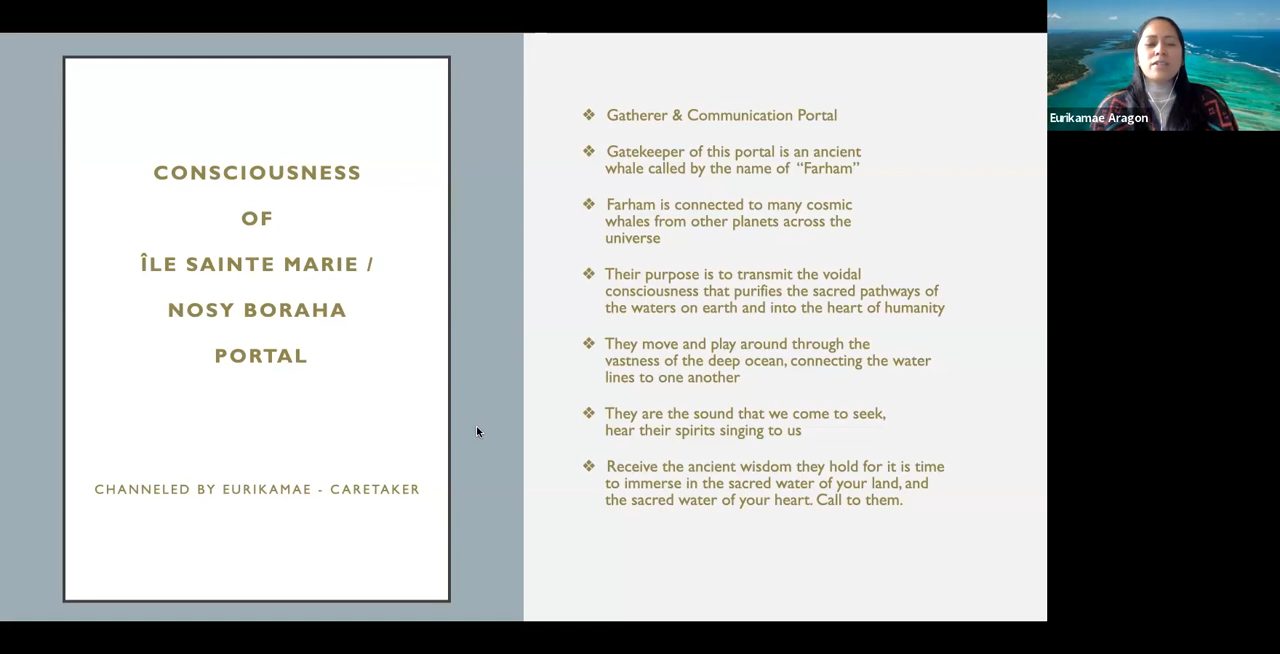 CONSCIOUSNESS
OF
ÎLE SAINTE MARIE /
NOSY BORAHA
PORTAL
CHANNELED BY EURIKAMAE - CARETAKER
❖ Gatherer & Communication Portal
❖ Gatekeeper of this portal is an ancient
whale called by the name of “Farham”
❖ Farham is connected to many cosmic
whales from other planets across the
universe
❖ Their purpose is to transmit the voidal
consciousness that purifies the sacred pathways of
the waters on earth and into the heart of humanity
❖ They move and play around through the
vastness of the deep ocean, connecting the water
lines to one another
❖ They are the sound that we come to seek,
hear their spirits singing to us
❖ Receive the ancient wisdom they hold for it is time
to immerse in the sacred water of your land, and
the sacred water of your heart. Call to them.
Eurikamae Aragon